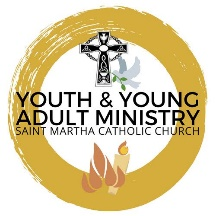 YOUTH & YOUNG
ADULT MINISTRY
SAINT MARTHA CATHOLIC CHURCH